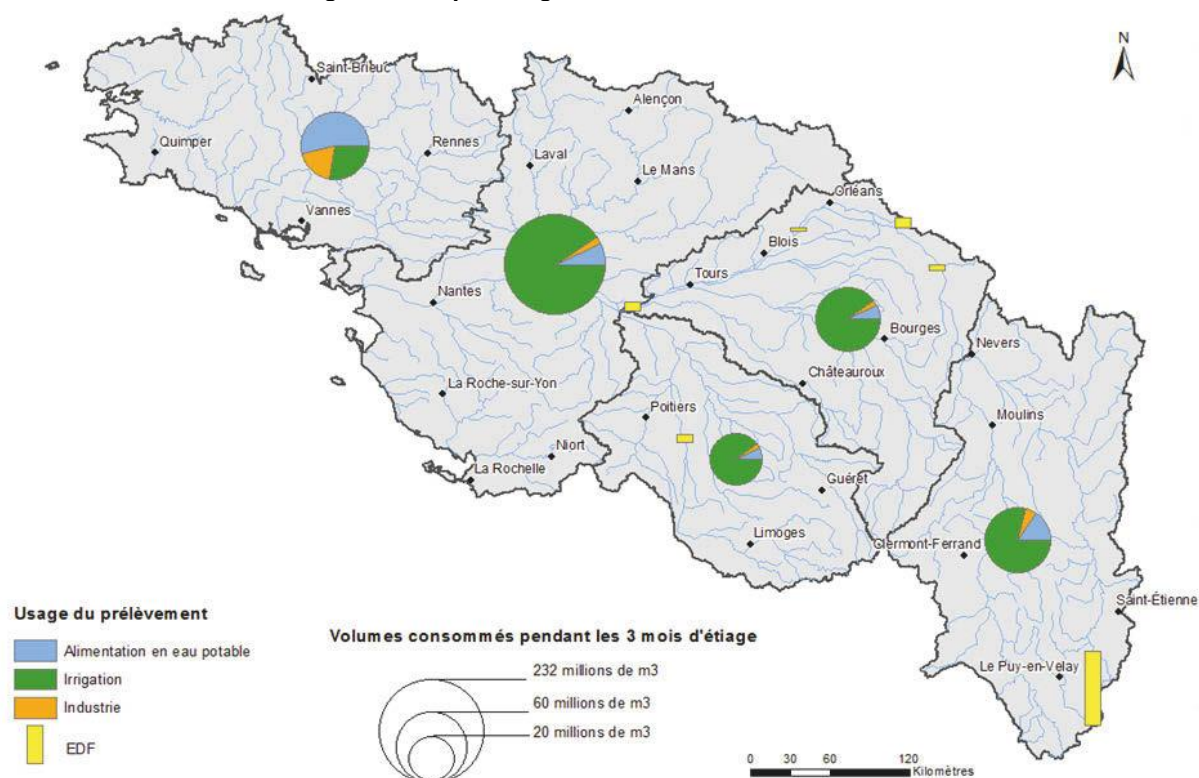 N
Saint-Brieuc
Alençon
Quimper
Rennes
Laval
Le Mans
Vannes
Orléans
Blois
Tours
Nantes
Bourges
Nevers
Châteauroux
La Roche-sur-Yon
Poitiers
Moulins
Niort
La Rochelle
Guéret
Limoges
Clermont-Ferrand
Saint-Étienne
Le Puy-en-Velay
Usage du prélèvement
Alimentation en eau potable
Irrigation
Industrie
EDF
Volumes consommés pendant les 3 mois d'étiage
232 millions de m3
60 millions de m3
20 millions de m3
0 30 60 120
Kilomètres